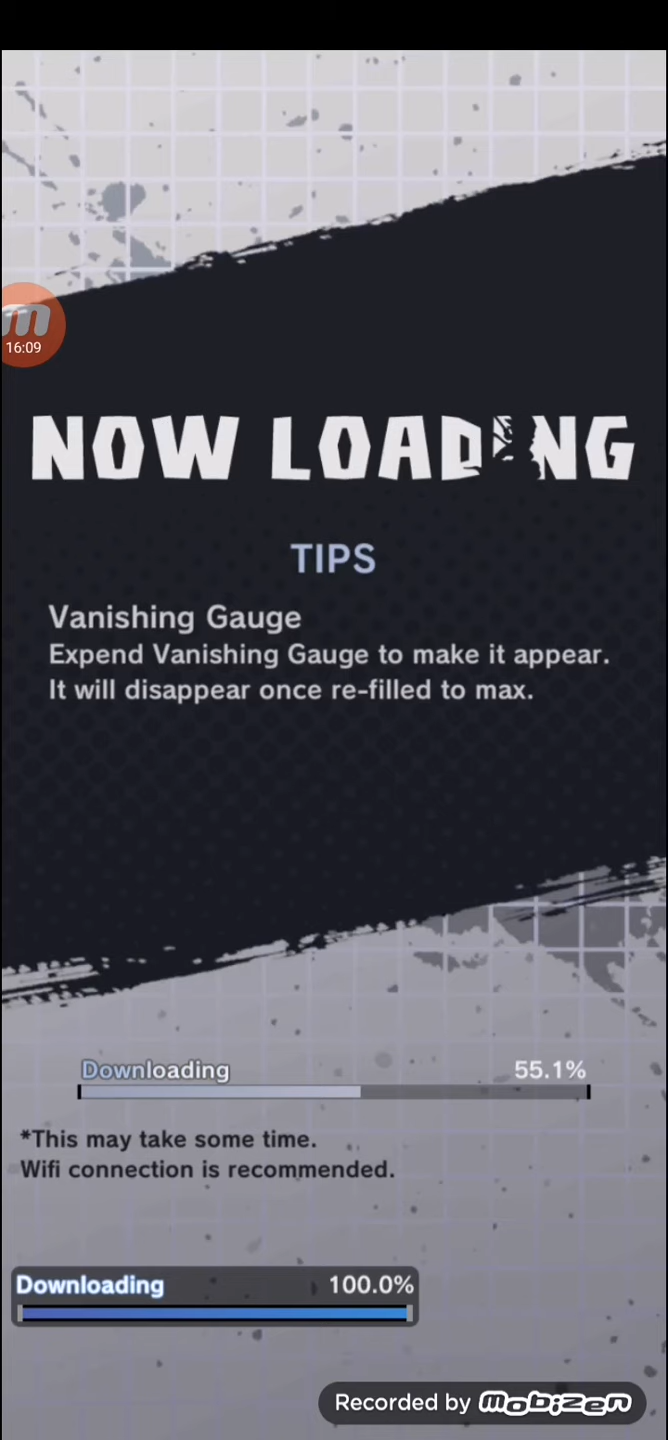 m
16:09
NOW LOADING
TIPS
Vanishing Gauge
Expend Vanishing Gauge to make it appear.
It will disappear once re-filled to max.
Downloading 55.1%
*This may take some time.
Wifi connection is recommended.
Downloading 100.0%
Recorded by mobizen